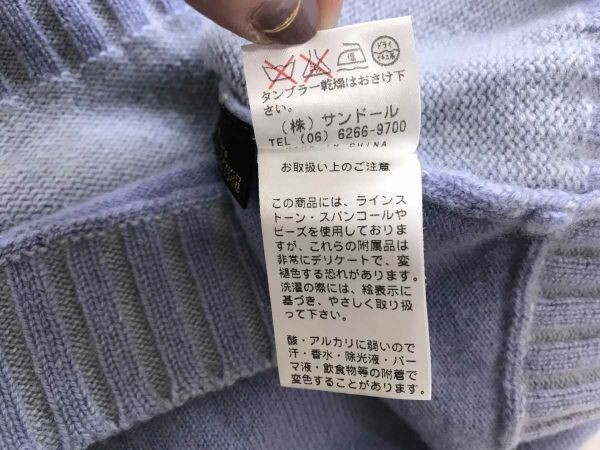 ドライ
タンブラー乾燥はおさけ下
さい。
(株) サンドール
TEL (06) 6266-9700
IN CHINA
お取扱い上のご注意
この商品には、ラインス
トーン・スパンコールや
ビーズを使用しておりま
すが、これらの附属品は
非常にデリケートで、変
褪色する恐れがあります。
洗濯の際には、絵表示に
基づき、やさしく取り扱
って下さい。
酸・アルカリに弱いので
汗・香水・除光液・パー
マ液・飲食物等の附着で
変色することがあります。